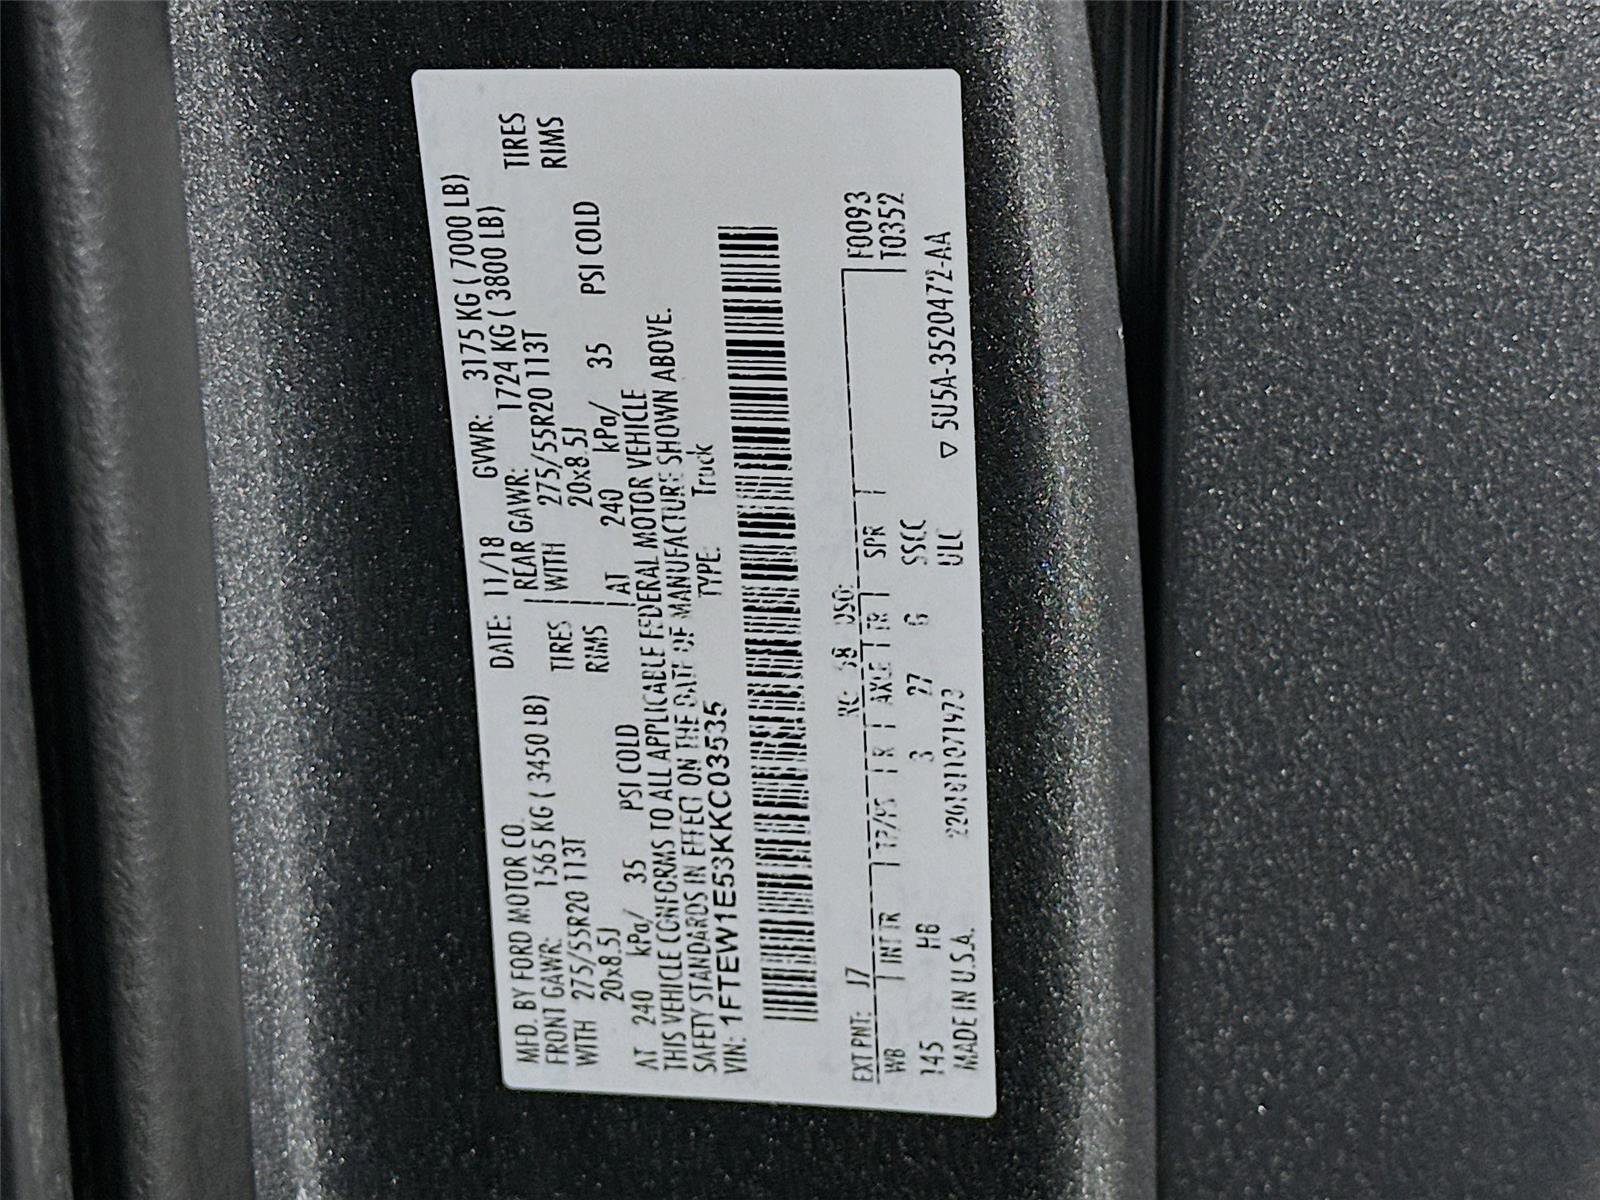 MFD. BY FORD MOTOR CO. DATE: 11/18 GVWR: 3175 KG ( 7000 LB)
FRONT GAWR: 1565 KG ( 3450 LB) REAR GAWR: 1724 KG ( 3800 LB)
WITH 275/55R20 113T TIRES WITH 275/55R20 113T TIRES
20x8.5J RIMS 20x8.5J RIMS
AT 240 kPa/ 35 PSI COLD AT 240 kPa/ 35 PSI COLD
THIS VEHICLE CONFORMS TO ALL APPLICABLE FEDERAL MOTOR VEHICLE
SAFETY STANDARDS IN EFFECT ON THE DATE OF MANUFACTURE SHOWN ABOVE.
VIN: 1FTEW1E53KKC03535 TYPE: Truck
EXT PNT: J7 RC: 38 DSO: F0093
WB INT TR TP/PS R AXLE TR SPR T0352
145 HB 3 27 G SSCC
MADE IN U.S.A. ULC ▽ 5U5A-3520472-AA